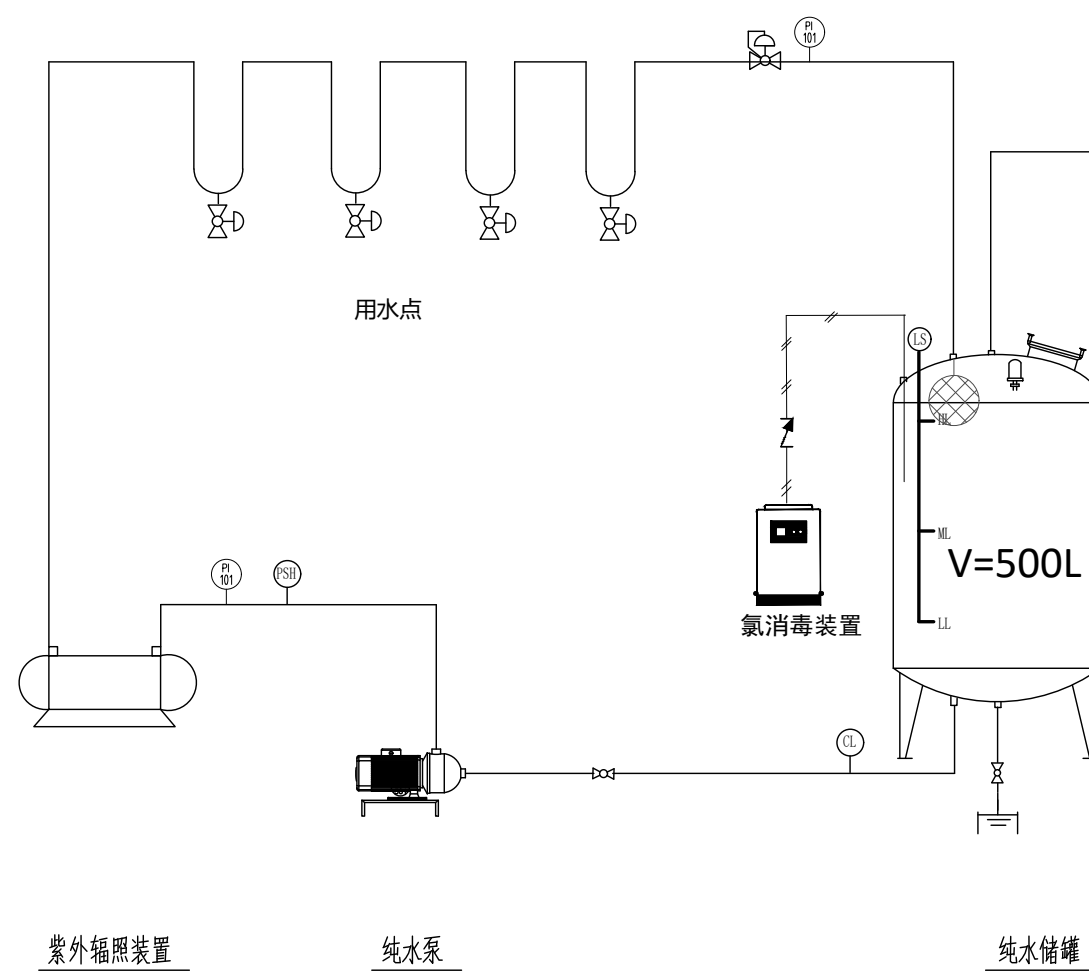 PI
101
用水点
LS
HL
ML
V=500L
PI
101
PSH
LL
氯消毒装置
CL
紫外辐照装置
纯水泵
纯水储罐